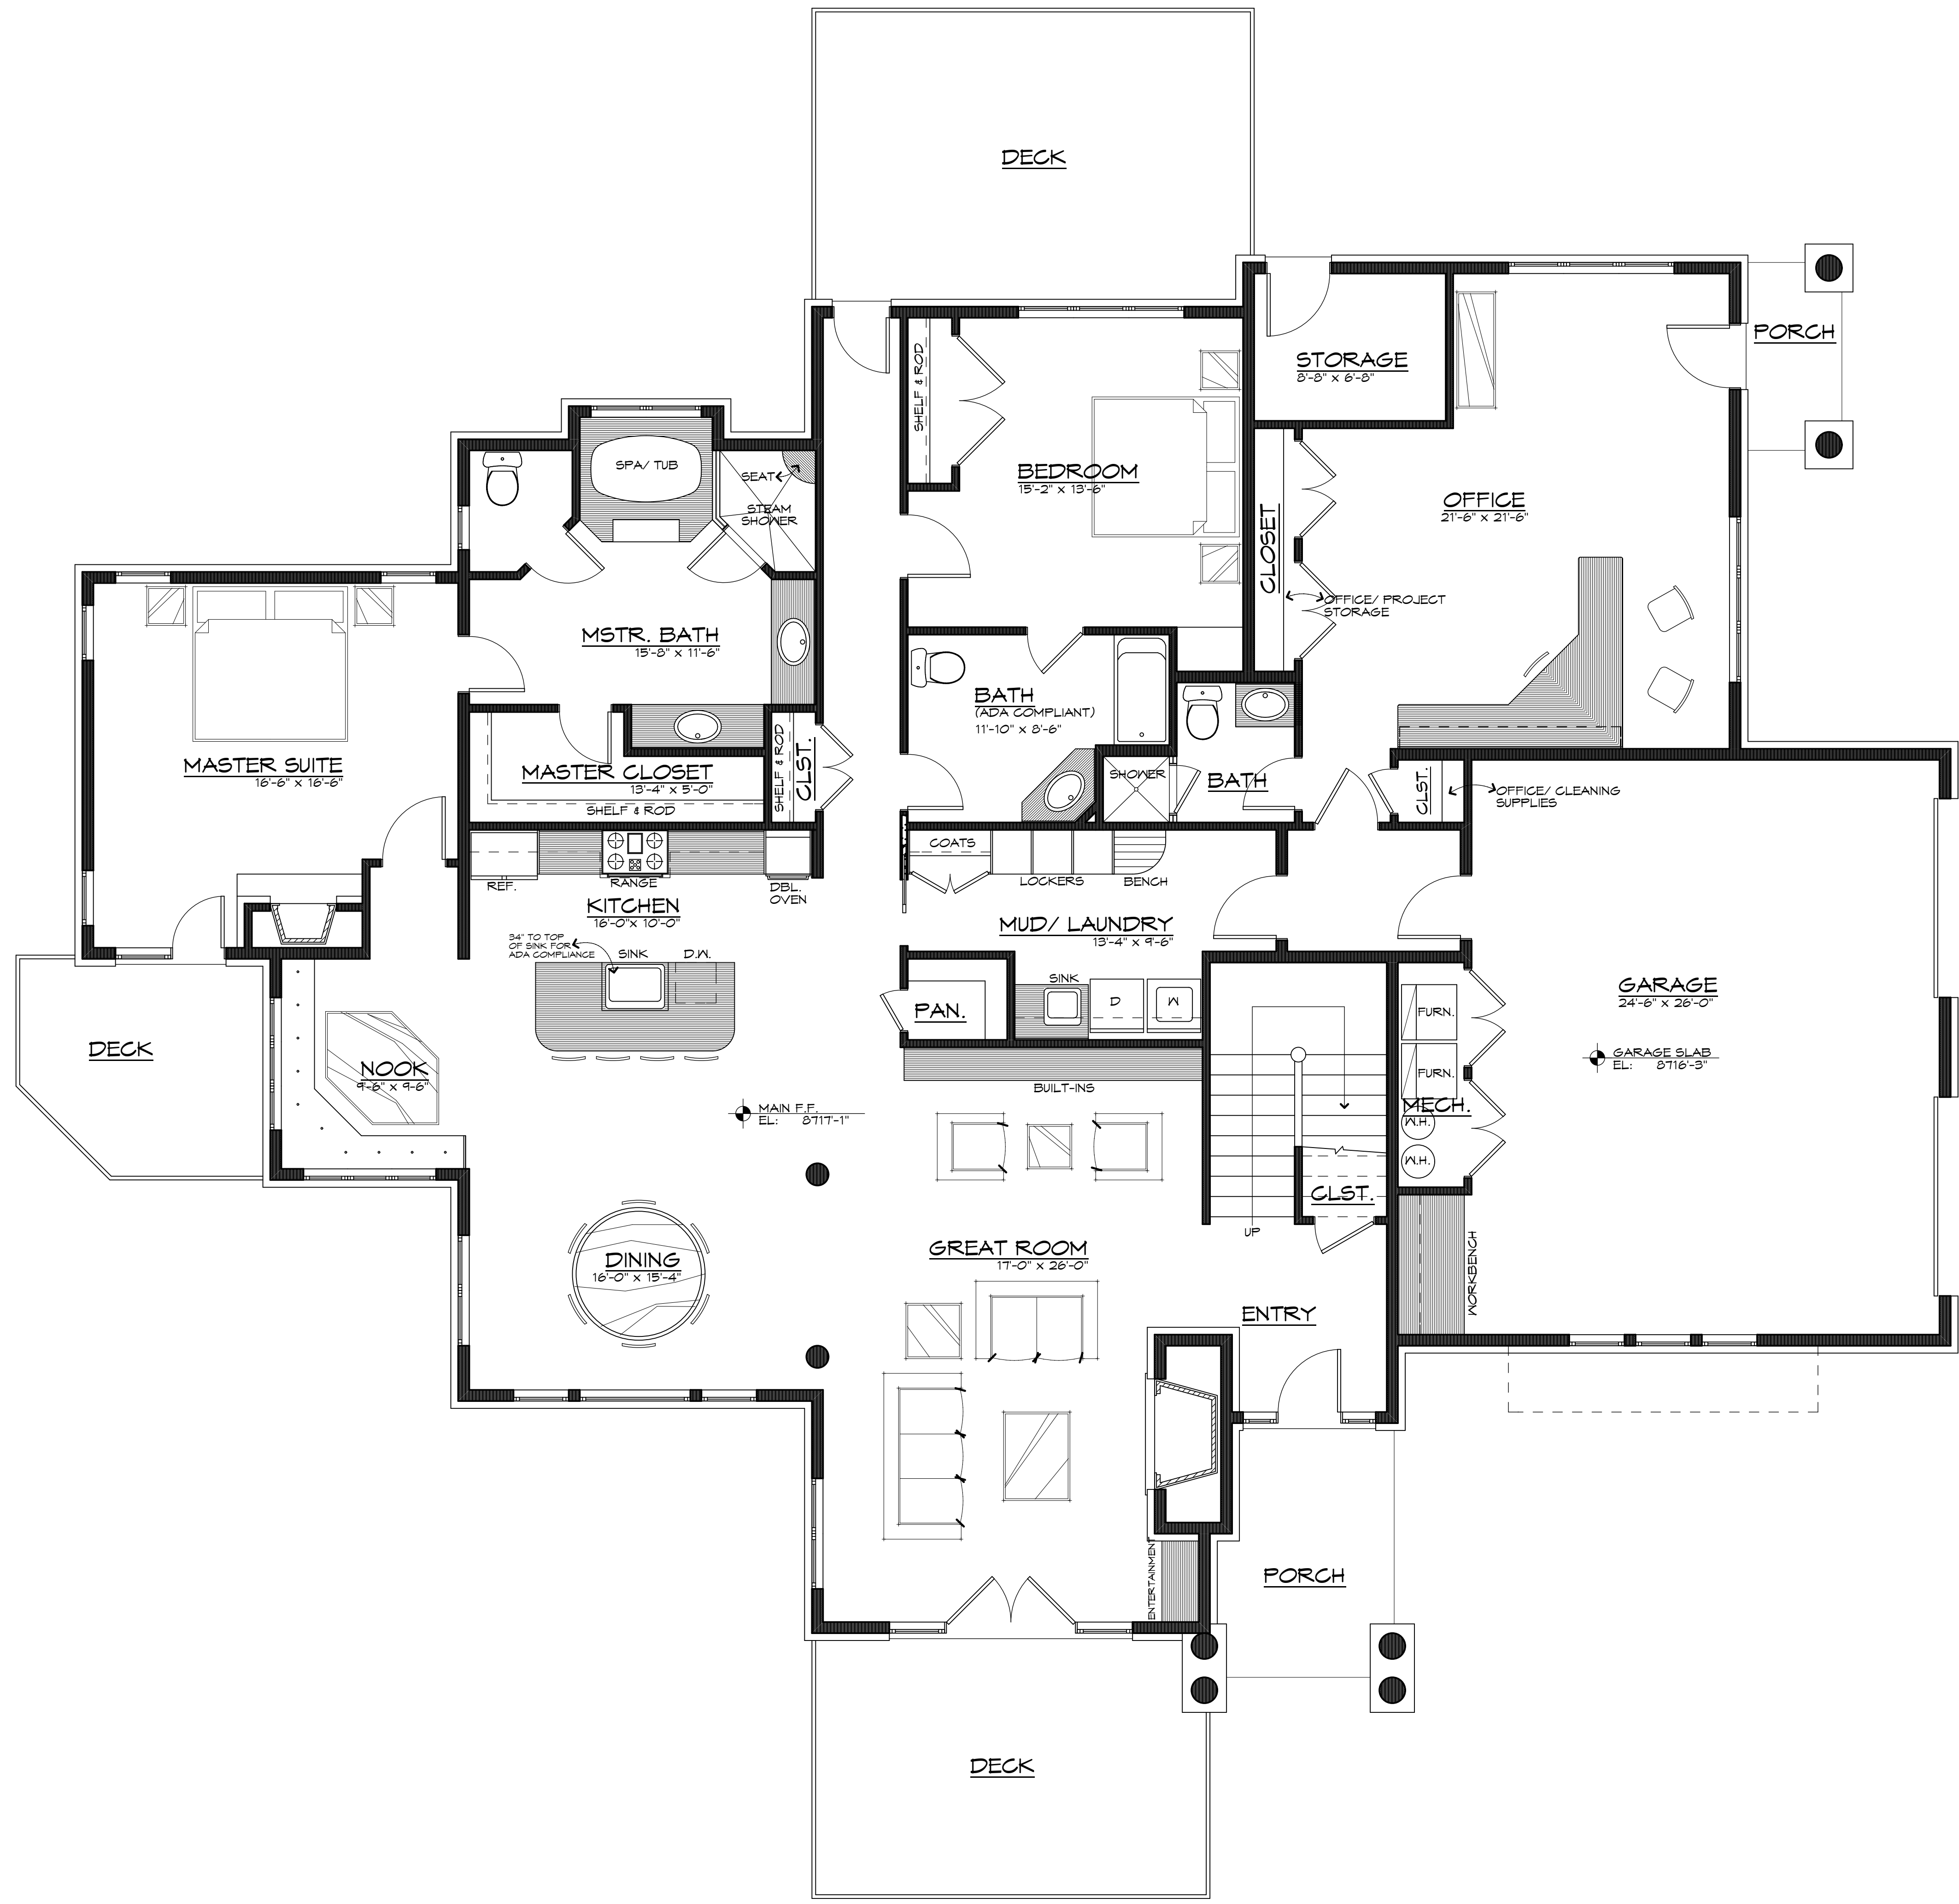 DECK
STORAGE
8'-8" x 6'-8"
PORCH
SHELF & ROD
BEDROOM
15'-2" x 13'-6"
OFFICE
21'-6" x 21'-6"
SPA/ TUB
SEAT
STEAM
SHOWER
CLOSET
OFFICE/ PROJECT
STORAGE
MSTR. BATH
15'-8" x 11'-6"
BATH
(ADA COMPLIANT)
11'-10" x 8'-6"
MASTER SUITE
16'-6" x 16'-6"
MASTER CLOSET
13'-4" x 5'-0"
SHELF & ROD
SHELF & ROD
CLST.
SHOWER
BATH
CLST.
OFFICE/ CLEANING
SUPPLIES
REF.
RANGE
DBL.
OVEN
COATS
LOCKERS
BENCH
KITCHEN
16'-0"x 10'-0"
MUD/ LAUNDRY
13'-4" x 9'-6"
34" TO TOP
OF SINK FOR
ADA COMPLIANCE
SINK
D.W.
SINK
D
W
PAN.
GARAGE
24'-6" x 26'-0"
FURN.
FURN.
GARAGE SLAB
EL: 8716'-3"
MECH.
W.H.
W.H.
DECK
NOOK
9'-6" x 9'-6"
BUILT-INS
MAIN F.F.
EL: 8717'-1"
CLST.
UP
WORKBENCH
DINING
16'-0" x 15'-4"
GREAT ROOM
17'-0" x 26'-0"
ENTRY
ENTERTAINMENT
PORCH
DECK